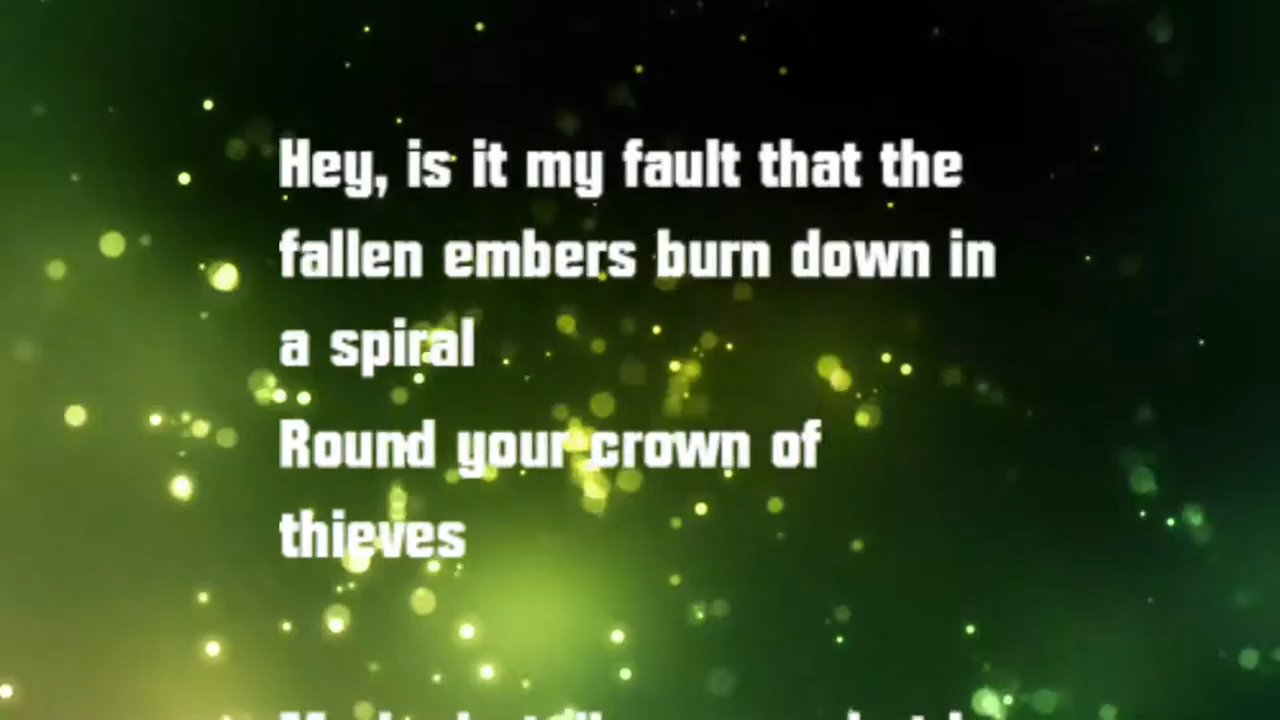 Hey, is it my fault that the
fallen embers burn down in
a spiral
Round your crown of
thieves